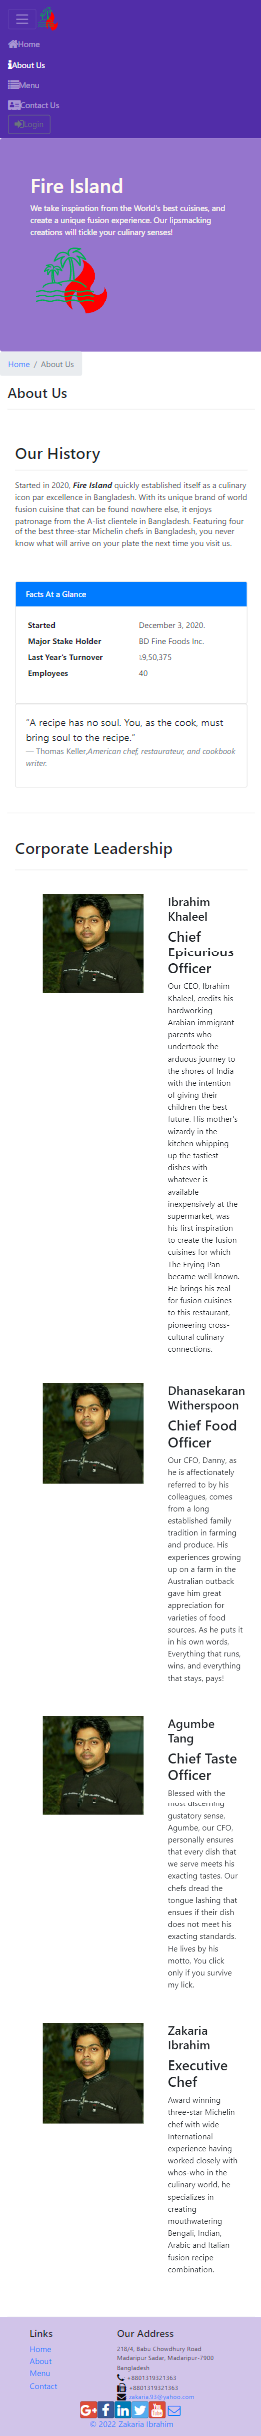 Home
About Us
Menu
Contact Us
Login
Fire Island
We take inspiration from the World's best cuisines, and
create a unique fusion experience. Our lipsmacking
creations will tickle your culinary senses!
Home / About Us
About Us
Our History
Started in 2020, Fire Island quickly established itself as a culinary
icon par excellence in Bangladesh. With its unique brand of world
fusion cuisine that can be found nowhere else, it enjoys
patronage from the A-list clientele in Bangladesh. Featuring four
of the best three-star Michelin chefs in Bangladesh, you never
know what will arrive on your plate the next time you visit us.
Facts At a Glance
Started December 3, 2020.
Major Stake Holder BD Fine Foods Inc.
Last Year's Turnover ৳9,50,375
Employees 40
"A recipe has no soul. You, as the cook, must
bring soul to the recipe."
— Thomas Keller,American chef, restaurateur, and cookbook
writer.
Corporate Leadership
Ibrahim
Khaleel
Chief
Epicurious
Officer
Our CEO, Ibrahim
Khaleel, credits his
hardworking
Arabian immigrant
parents who
undertook the
arduous journey to
the shores of India
with the intention
of giving their
children the best
future. His mother's
wizardy in the
kitchen whipping
up the tastiest
dishes with
whatever is
available
inexpensively at the
supermarket, was
his first inspiration
to create the fusion
cuisines for which
The Frying Pan
became well known.
He brings his zeal
for fusion cuisines
to this restaurant,
pioneering cross-
cultural culinary
connections.
Dhanasekaran
Witherspoon
Chief Food
Officer
Our CFO, Danny, as
he is affectionately
referred to by his
colleagues, comes
from a long
established family
tradition in farming
and produce. His
experiences growing
up on a farm in the
Australian outback
gave him great
appreciation for
varieties of food
sources. As he puts it
in his own words,
Everything that runs,
wins, and everything
that stays, pays!
Agumbe
Tang
Chief Taste
Officer
Blessed with the
most discerning
gustatory sense,
Agumbe, our CFO,
personally ensures
that every dish that
we serve meets his
exacting tastes. Our
chefs dread the
tongue lashing that
ensues if their dish
does not meet his
exacting standards.
He lives by his
motto, You click
only if you survive
my lick.
Zakaria
Ibrahim
Executive
Chef
Award winning
three-star Michelin
chef with wide
International
experience having
worked closely with
whos-who in the
culinary world, he
specializes in
creating
mouthwatering
Bengali, Indian,
Arabic and Italian
fusion recipe
combination.
Links
Home
About
Menu
Contact
Our Address
218/4, Babu Chowdhury Road
Madaripur Sadar, Madaripur-7900
Bangladesh
+8801319321363
+8801319321363
zakaria.93@yahoo.com
© 2022 Zakaria Ibrahim